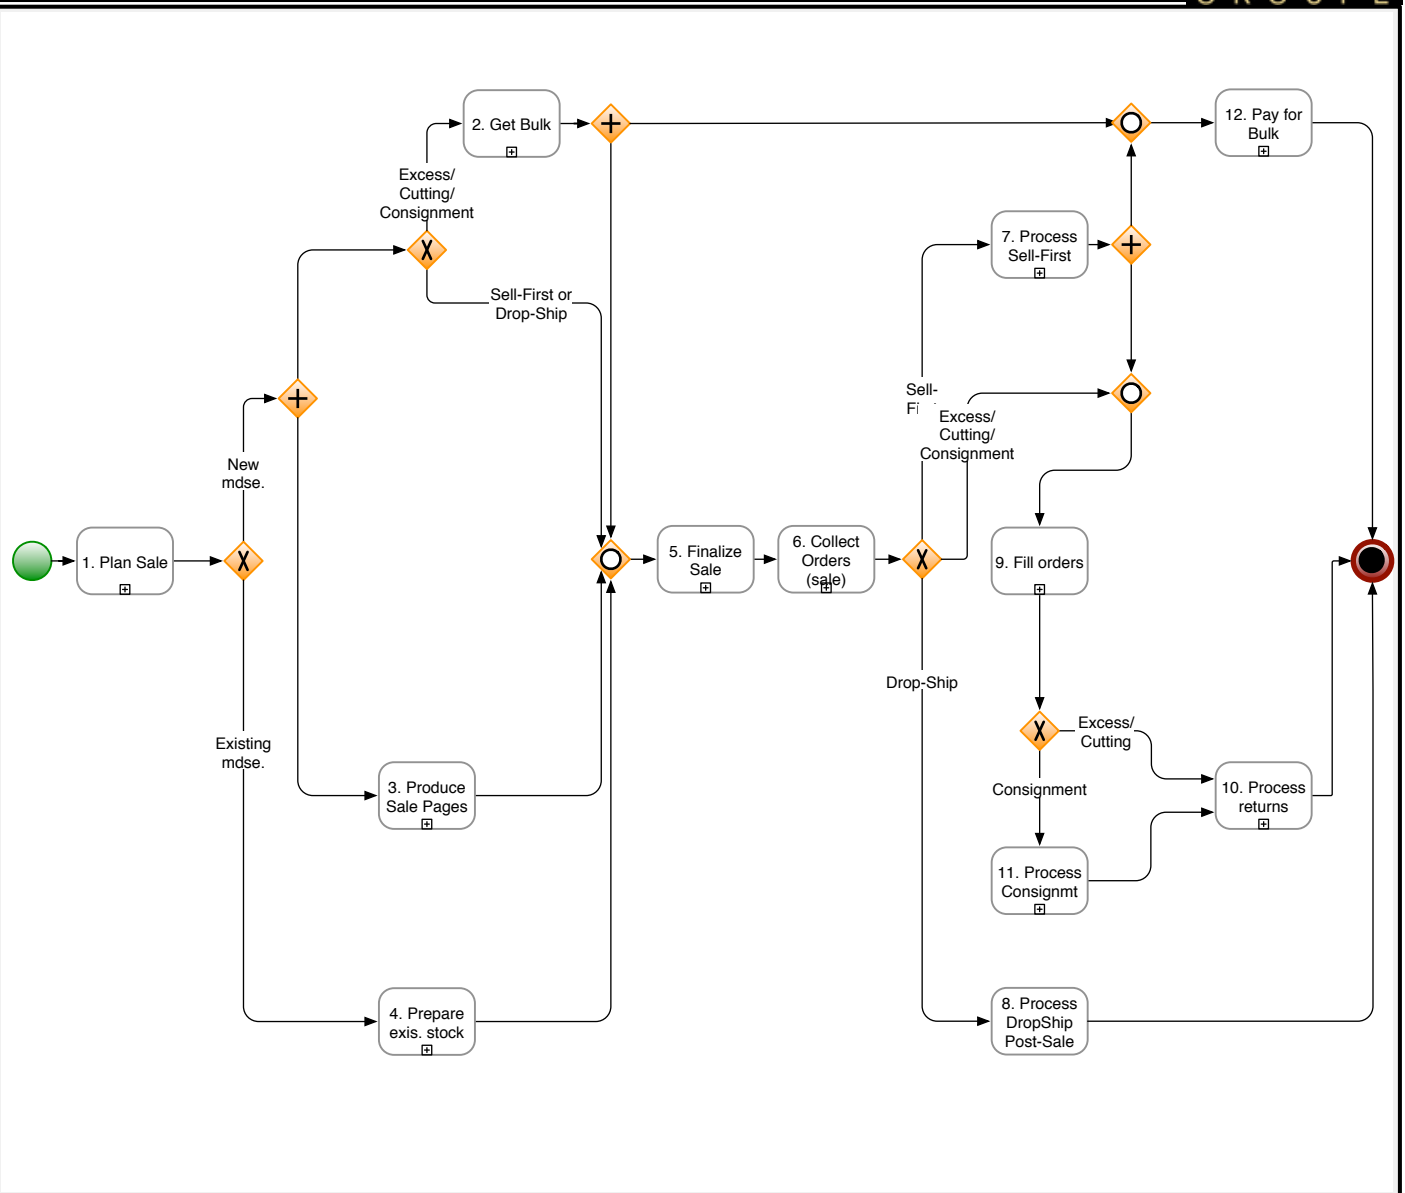 2. Get Bulk
12. Pay for
Bulk
Excess/
Cutting/
Consignment
7. Process
Sell-First
Sell-First or
Drop-Ship
Sell-
Excess/
Cutting/
Consignment
New
mdse.
1. Plan Sale
5. Finalize
Sale
6. Collect
Orders
(sale)
9. Fill orders
Drop-Ship
Existing
mdse.
Excess/
Cutting
Consignment
3. Produce
Sale Pages
10. Process
returns
11. Process
Consignmt
4. Prepare
exis. stock
8. Process
DropShip
Post-Sale